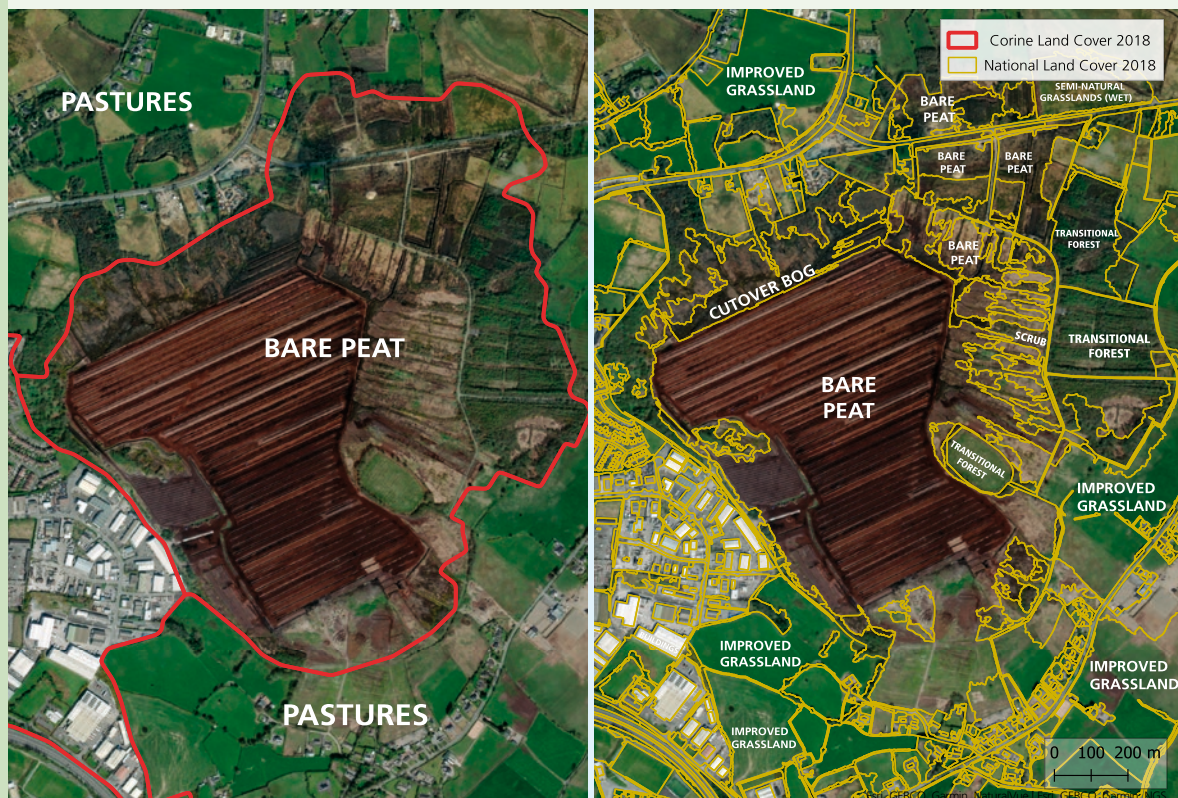 PASTURES
BARE PEAT
PASTURES
Corine Land Cover 2018
National Land Cover 2018
IMPROVED
GRASSLAND
BARE
PEAT
SEMI-NATURAL
GRASSLANDS (WET)
BARE
PEAT
BARE
PEAT
TRANSITIONAL
FOREST
BARE
PEAT
CUTOVER BOG
SCRUB
TRANSITIONAL
FOREST
BARE
PEAT
TRANSITIONAL
FOREST
IMPROVED
GRASSLAND
IMPROVED
GRASSLAND
IMPROVED
GRASSLAND
IMPROVED
GRASSLAND
0 100 200 m